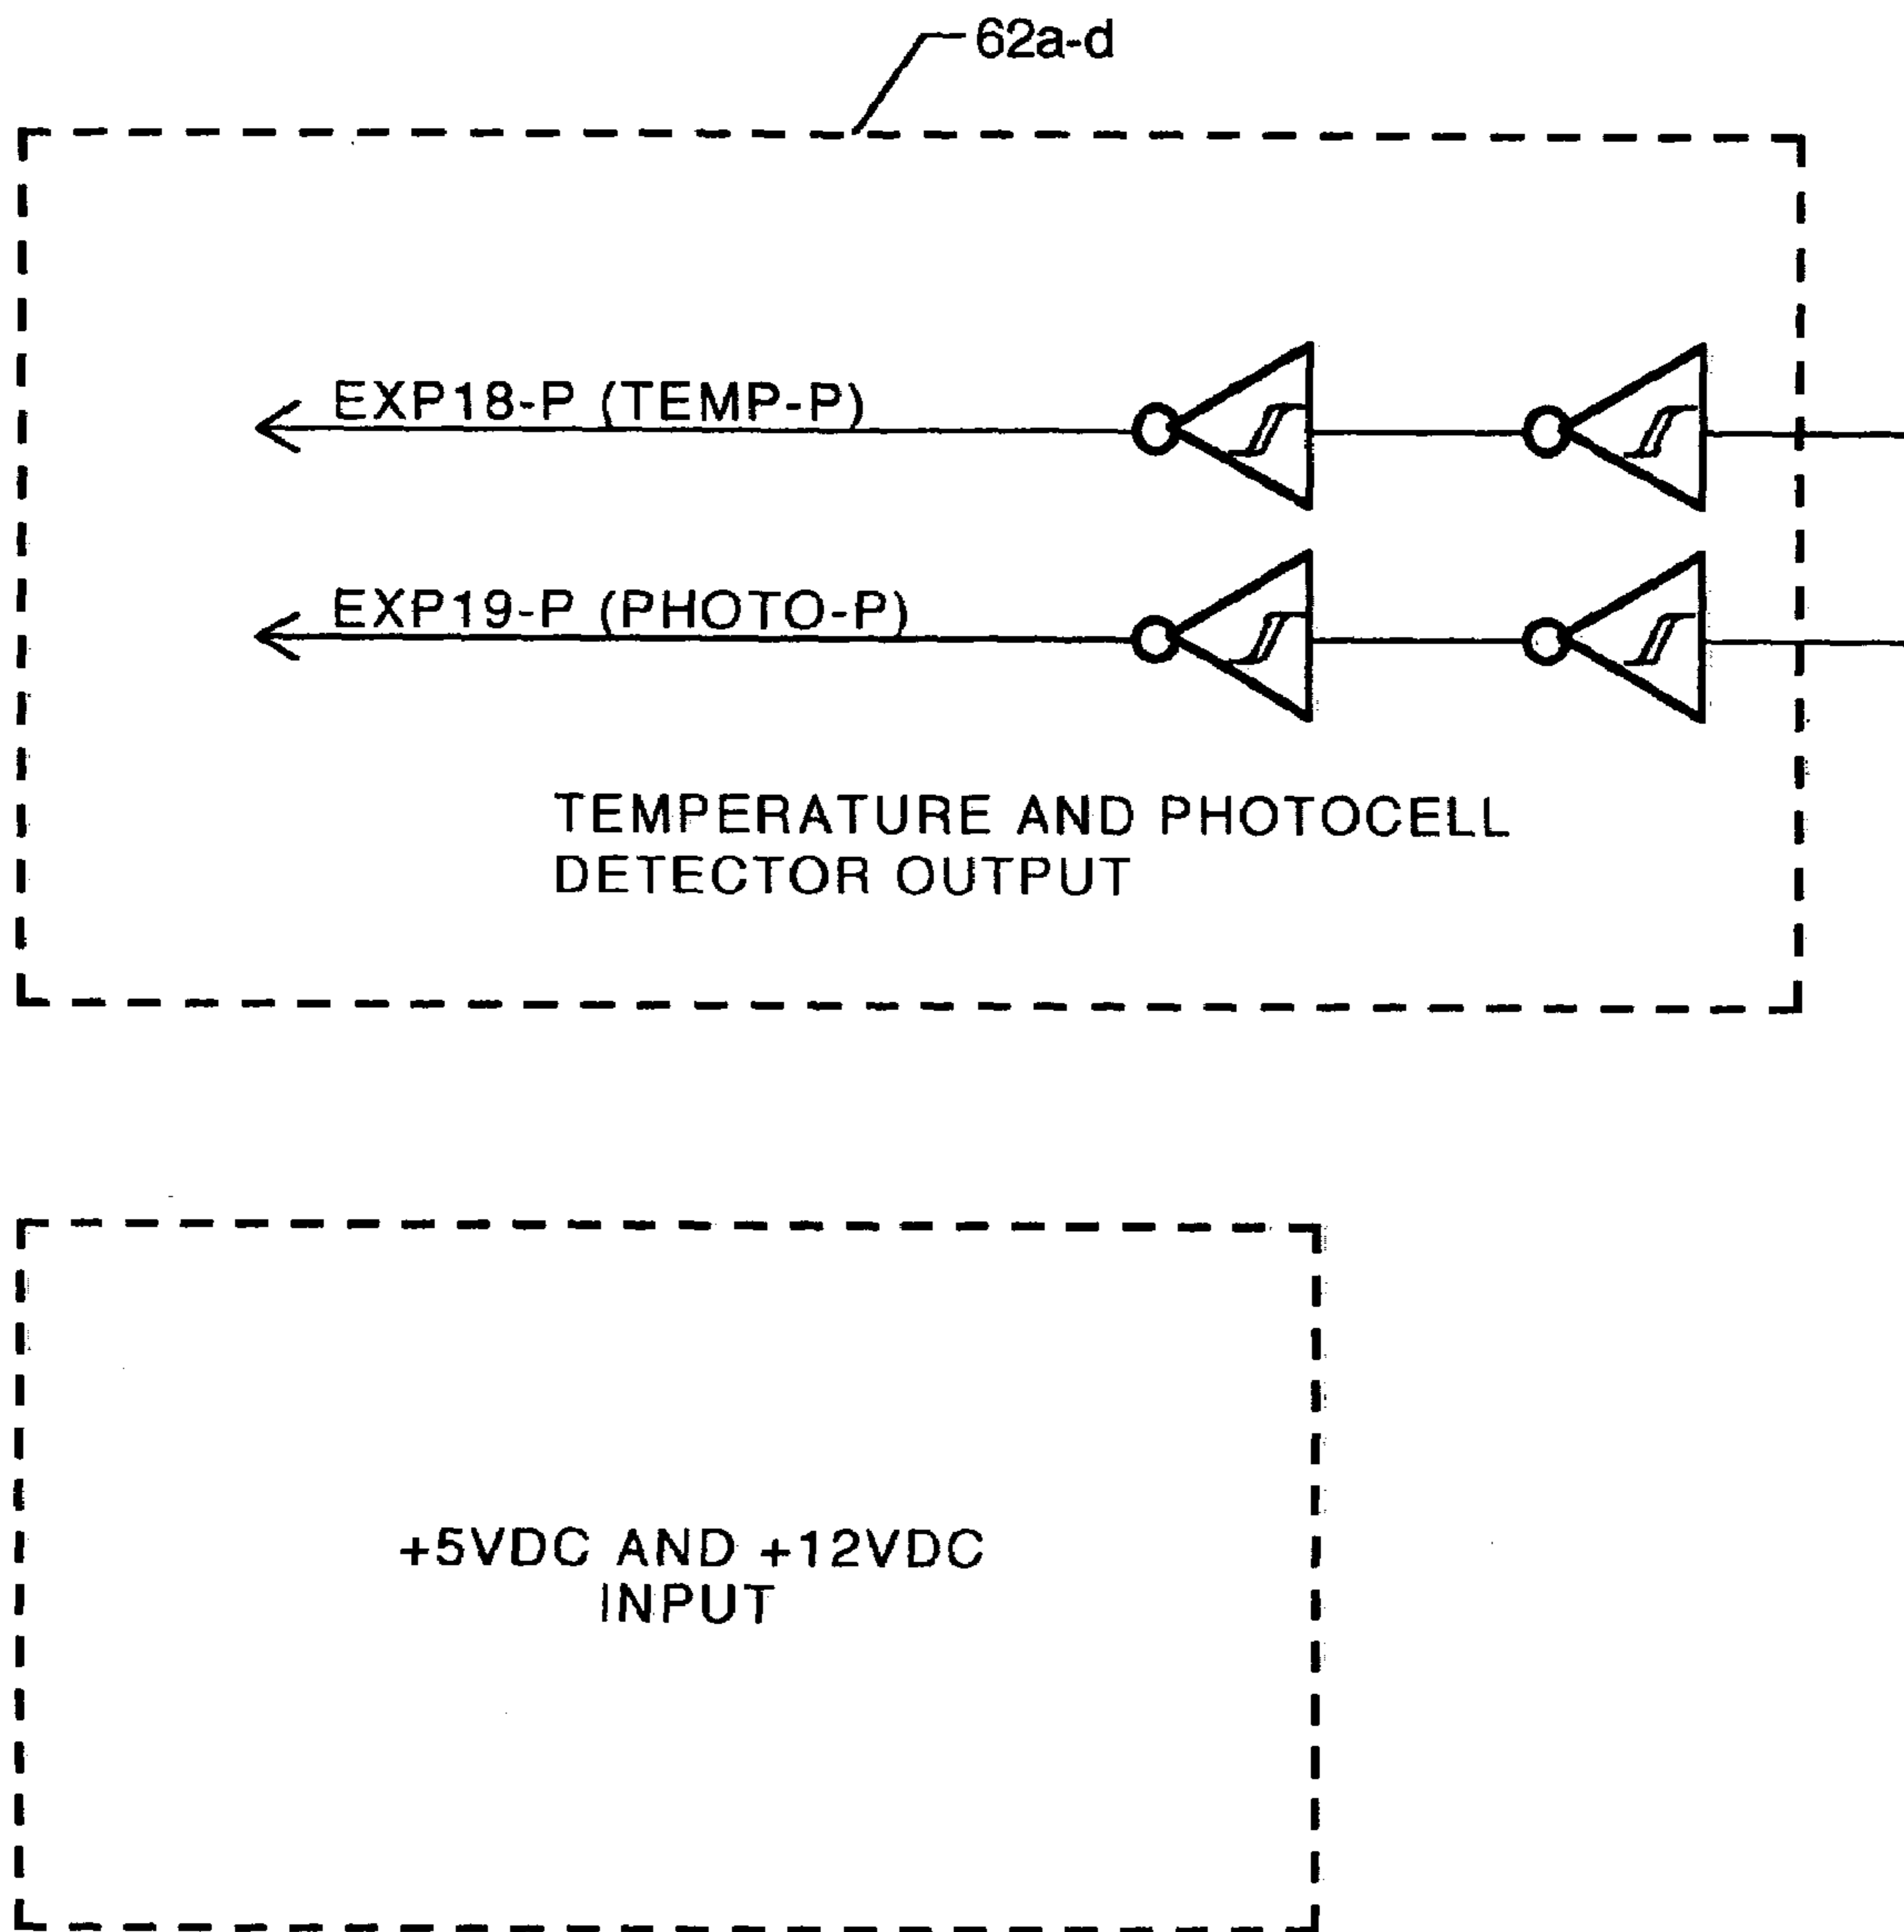 62a-d
EXP18-P (TEMP-P)
EXP19-P (PHOTO-P)
TEMPERATURE AND PHOTOCELL
DETECTOR OUTPUT
+5VDC AND +12VDC
INPUT